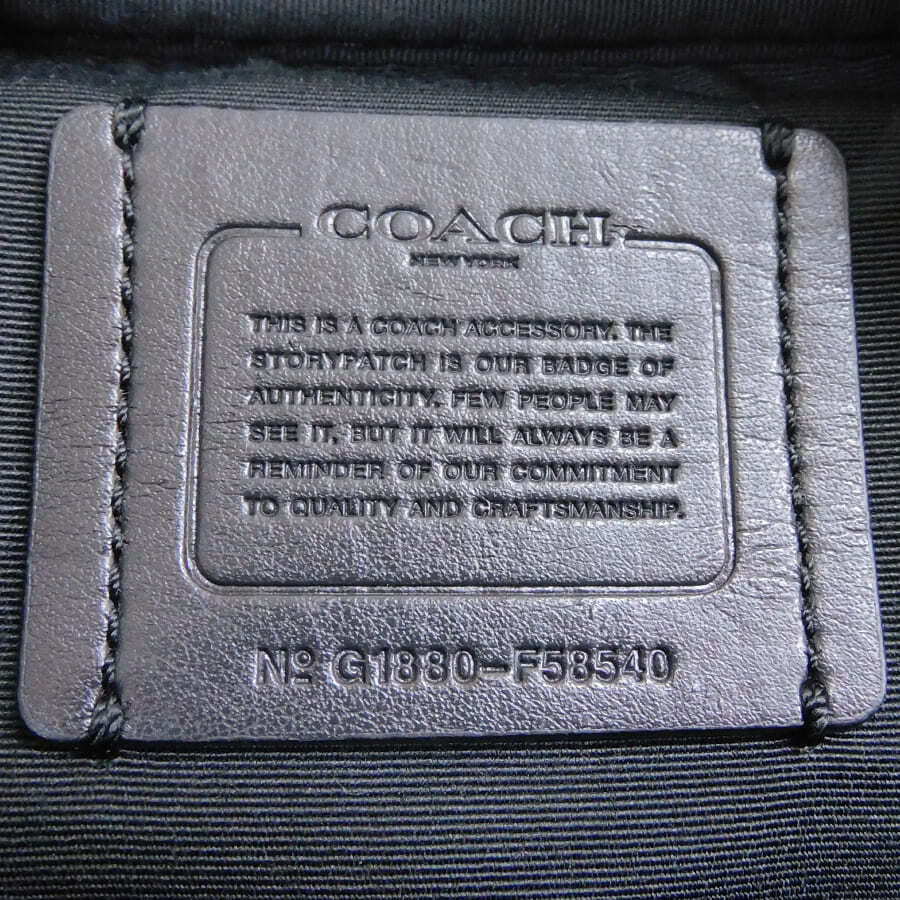 COACH
NEW YORK
THIS IS A COACH ACCESSORY. THE
STORYPATCH IS OUR BADGE OF
AUTHENTICITY. FEW PEOPLE MAY
SEE IT, BUT IT WILL ALWAYS BE A
REMINDER OF OUR COMMITMENT
TO QUALITY AND CRAFTSMANSHIP.
Nº G1880-F58540